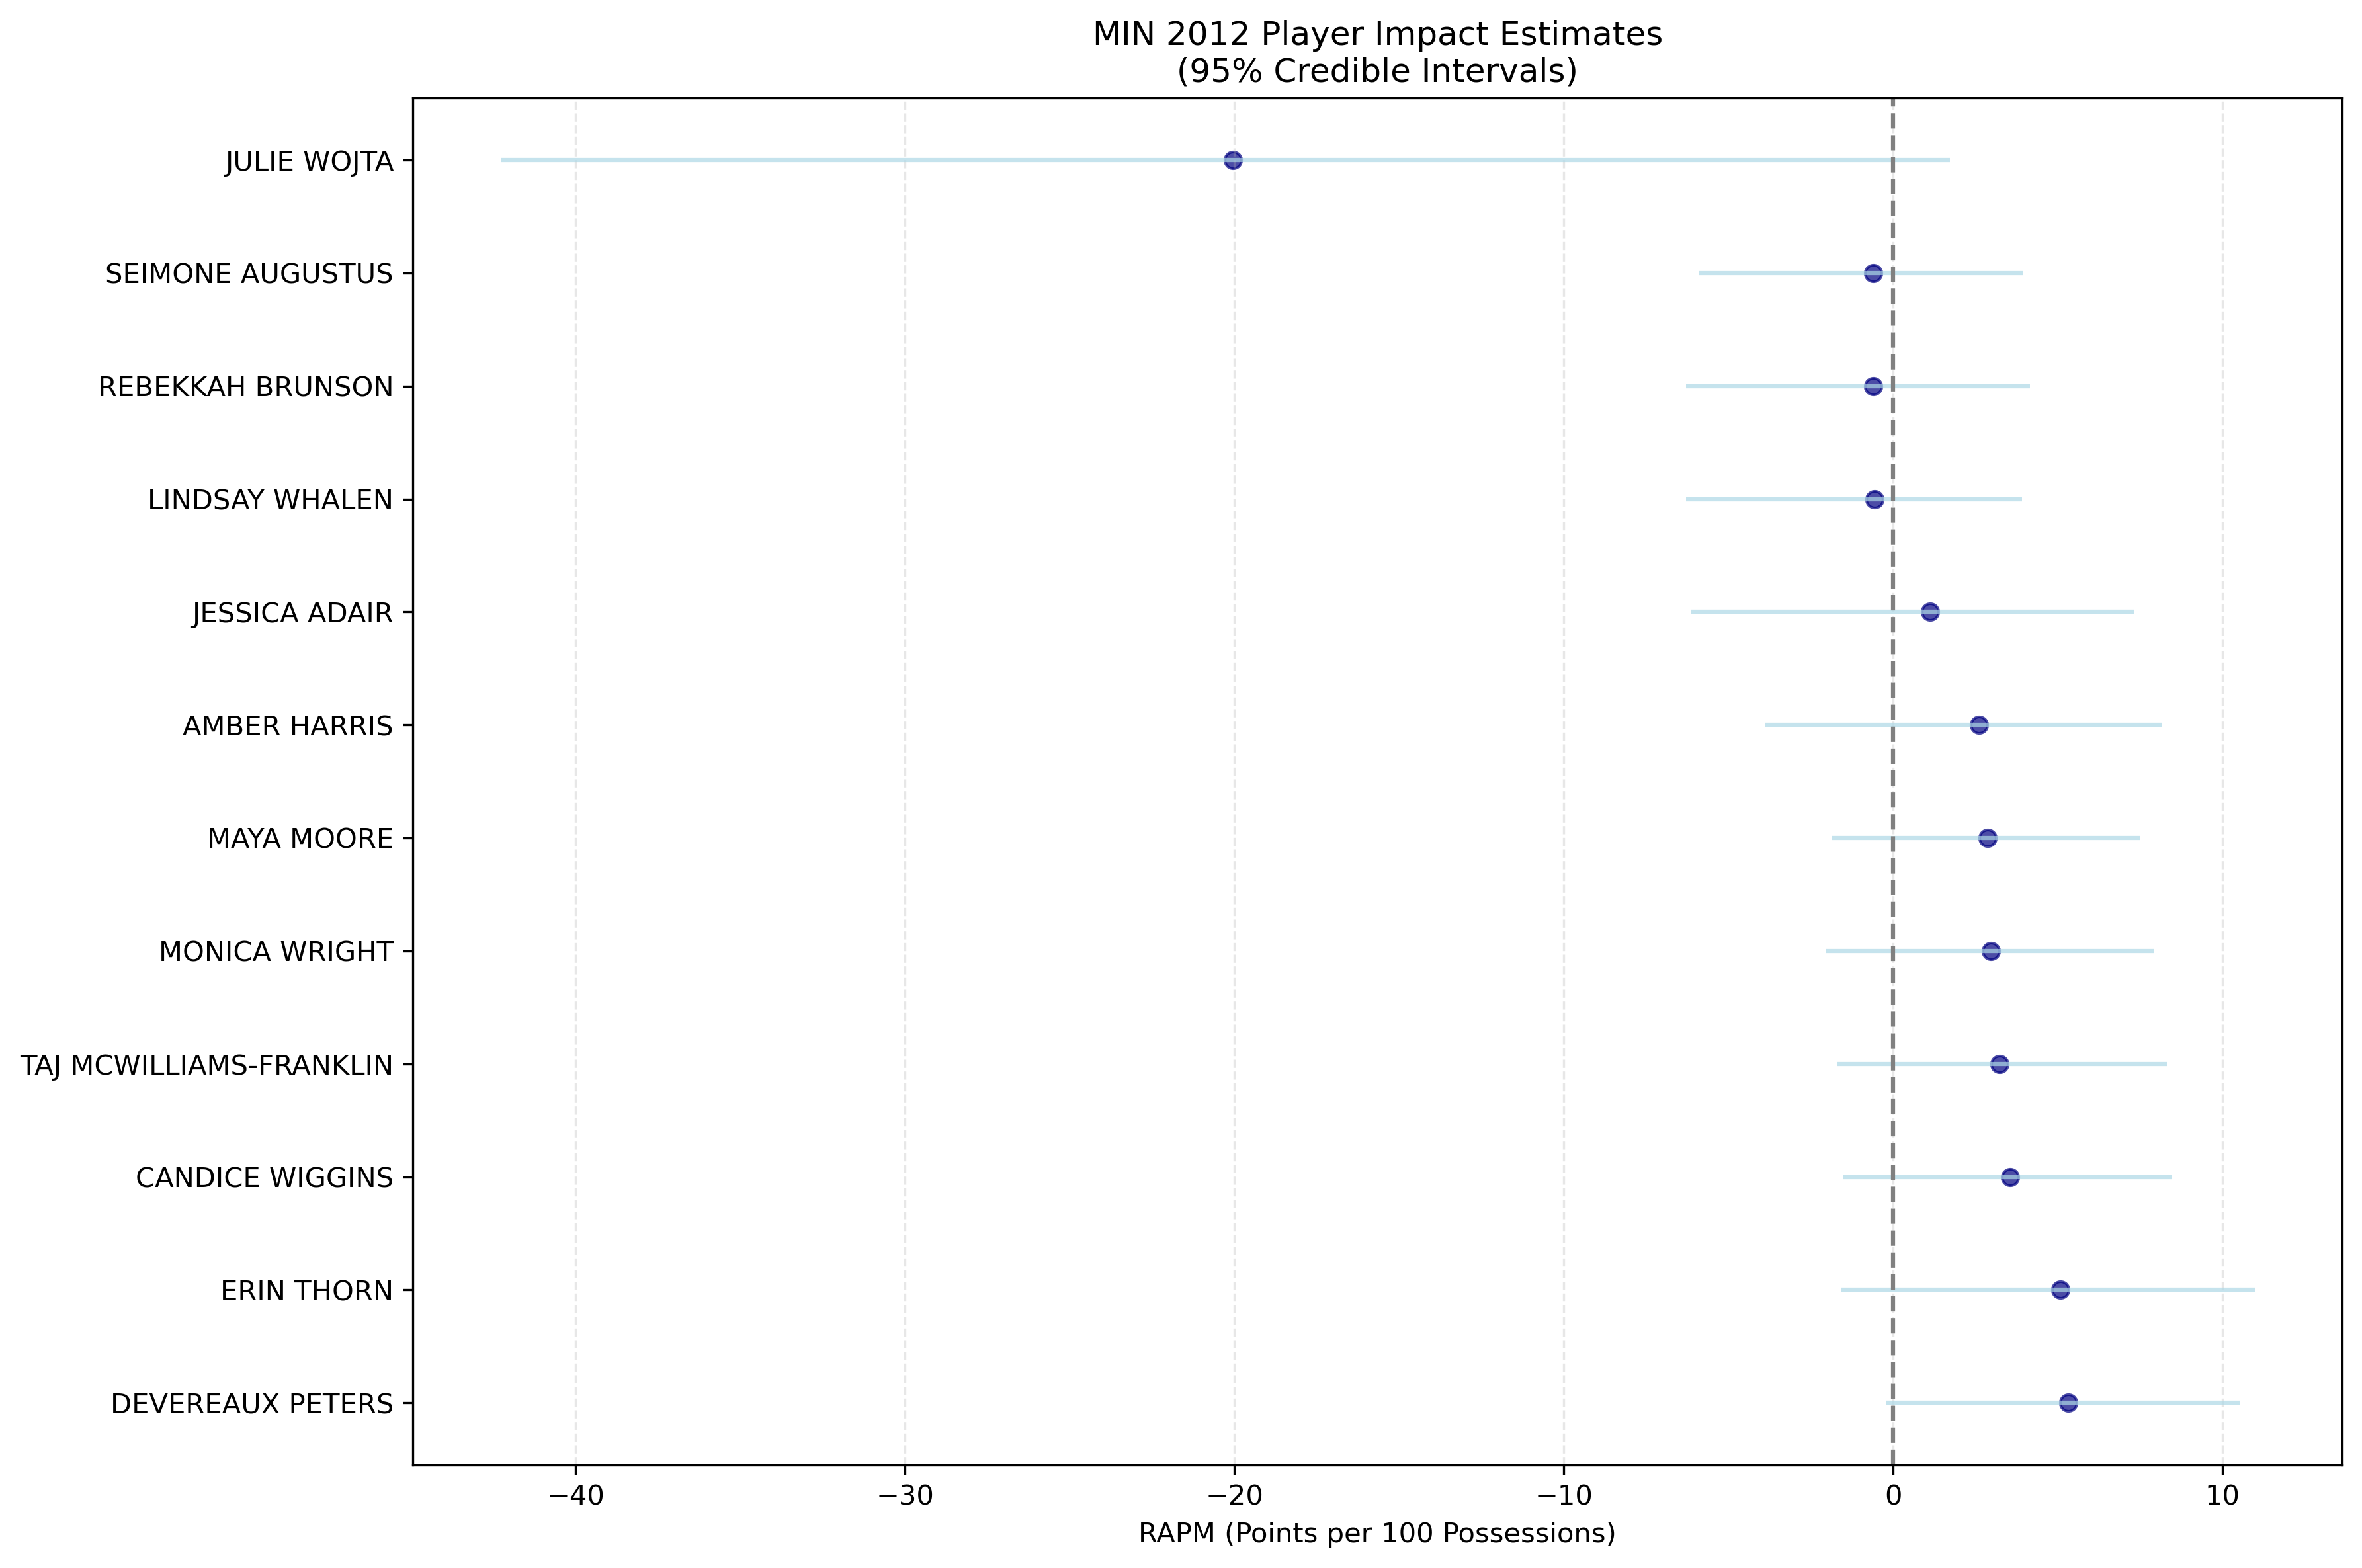 MIN 2012 Player Impact Estimates
(95% Credible Intervals)
JULIE WOJTA
SEIMONE AUGUSTUS
REBEKKAH BRUNSON
LINDSAY WHALEN
JESSICA ADAIR
AMBER HARRIS
MAYA MOORE
MONICA WRIGHT
TAJ MCWILLIAMS-FRANKLIN
CANDICE WIGGINS
ERIN THORN
DEVEREAUX PETERS
−40 −30 −20 −10 0 10
RAPM (Points per 100 Possessions)